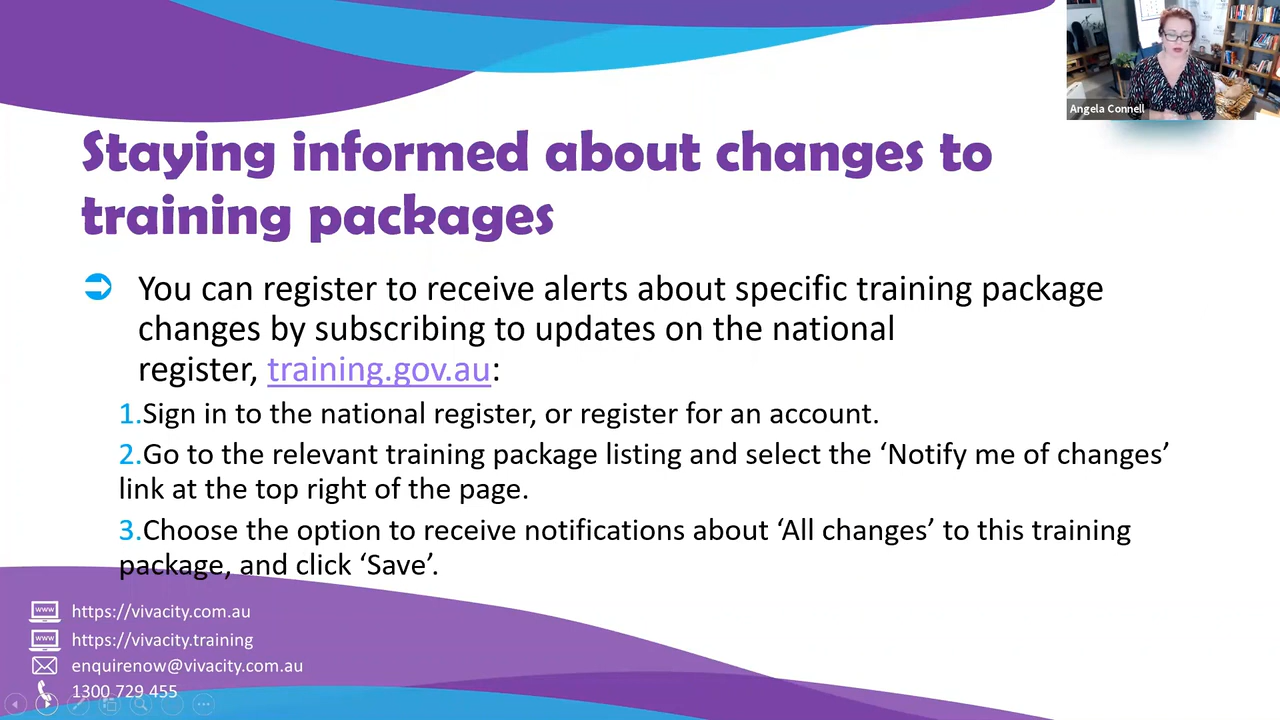 Angela Connell
Staying informed about changes to
training packages
You can register to receive alerts about specific training package
changes by subscribing to updates on the national
register, training.gov.au:
1.Sign in to the national register, or register for an account.
2.Go to the relevant training package listing and select the ‘Notify me of changes’
link at the top right of the page.
3.Choose the option to receive notifications about ‘All changes’ to this training
package, and click ‘Save’.
www https://vivacity.com.au
www https://vivacity.training
enquirenow@vivacity.com.au
1300 729 455